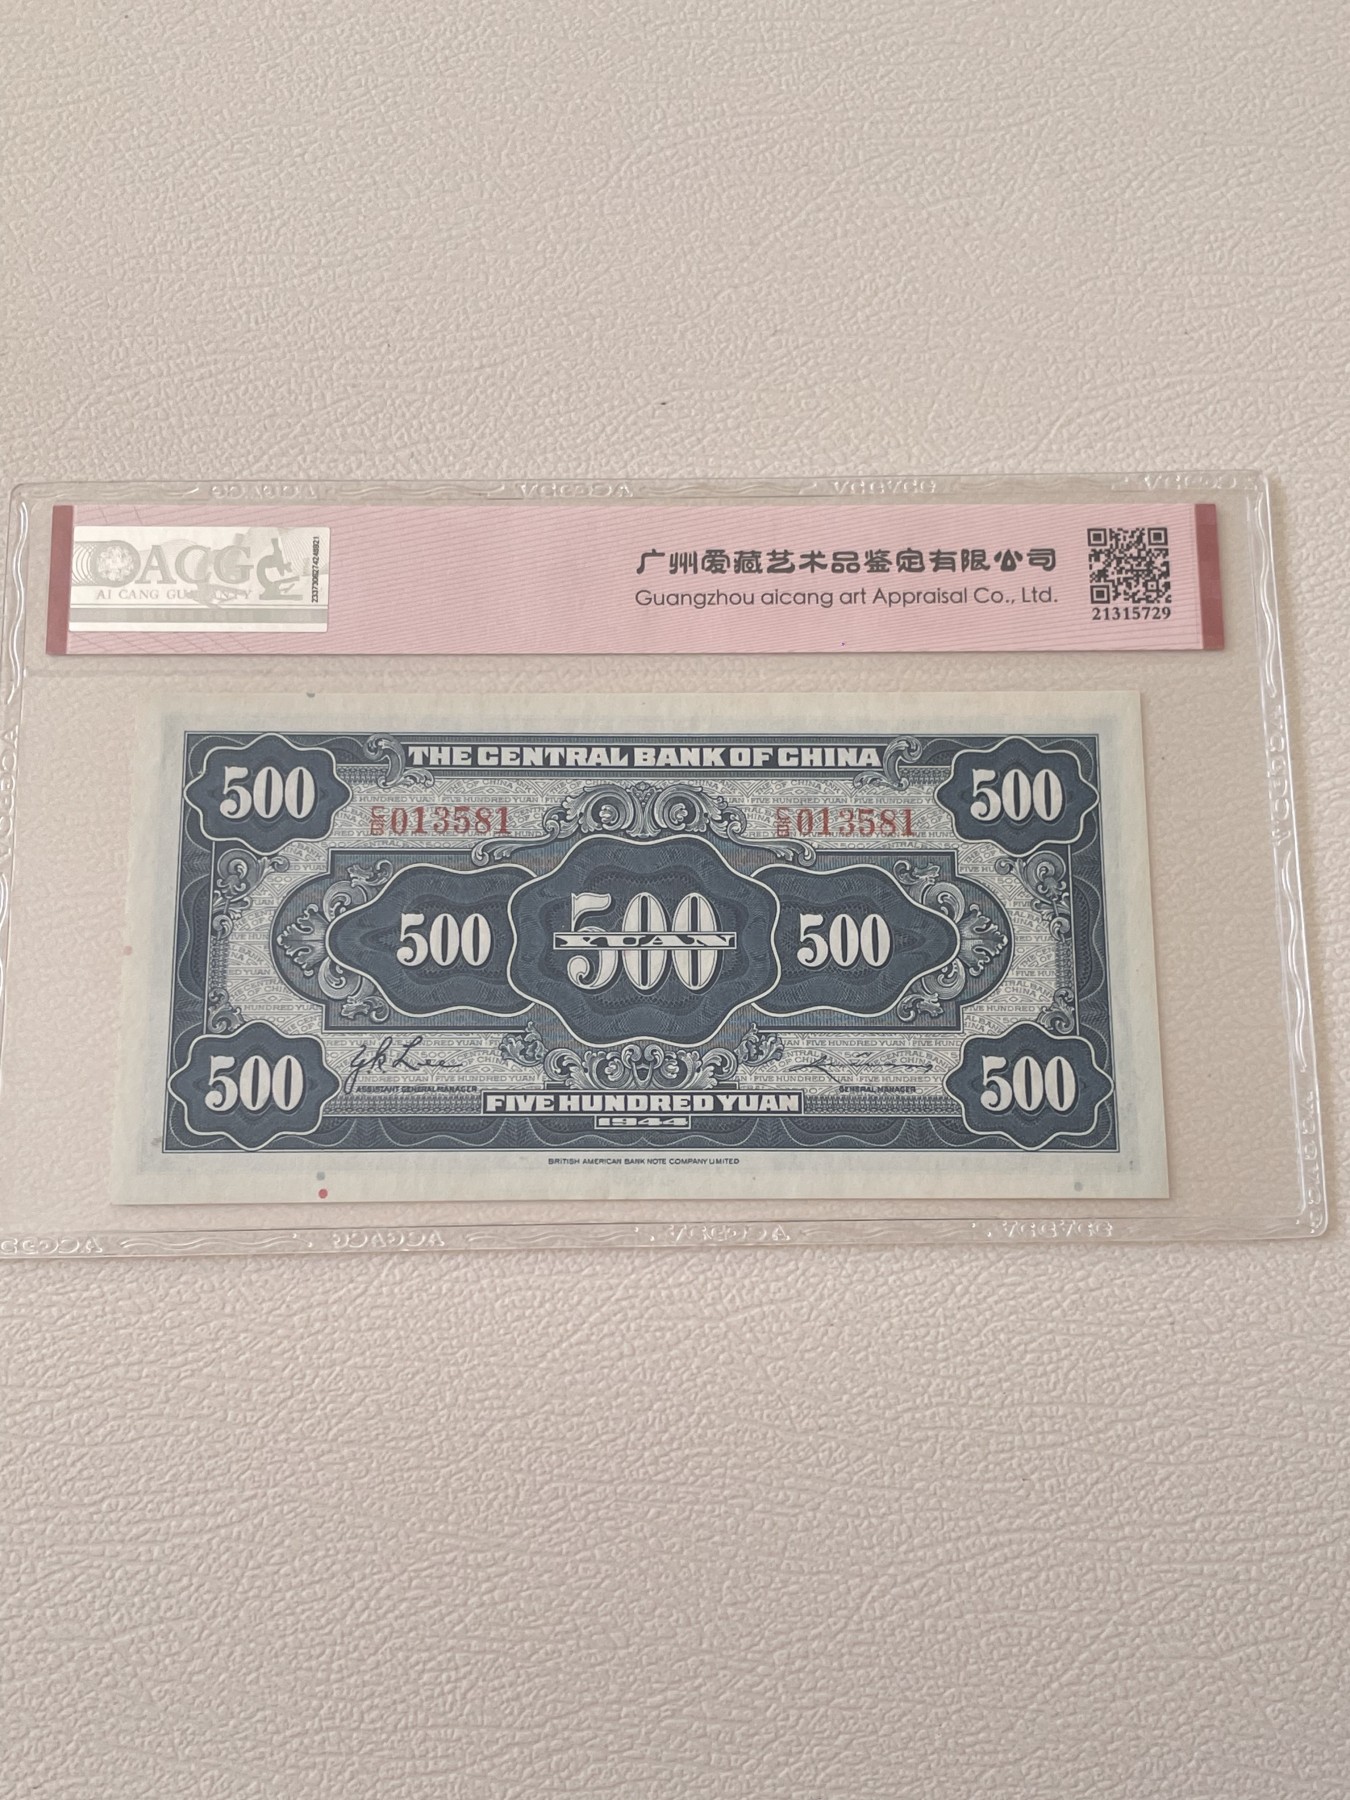 ACG
AI CANG GUARANTY
2337306274248921
广州爱藏艺术品鉴定有限公司
Guangzhou aicang art Appraisal Co., Ltd.
21315729
THE CENTRAL BANK OF CHINA
500 500
013581 013581
500 500 500
YUAN
500 500
ASSISTANT GENERAL MANAGER GENERAL MANAGER
FIVE HUNDRED YUAN
1944
BRITISH AMERICAN BANK NOTE COMPANY LIMITED